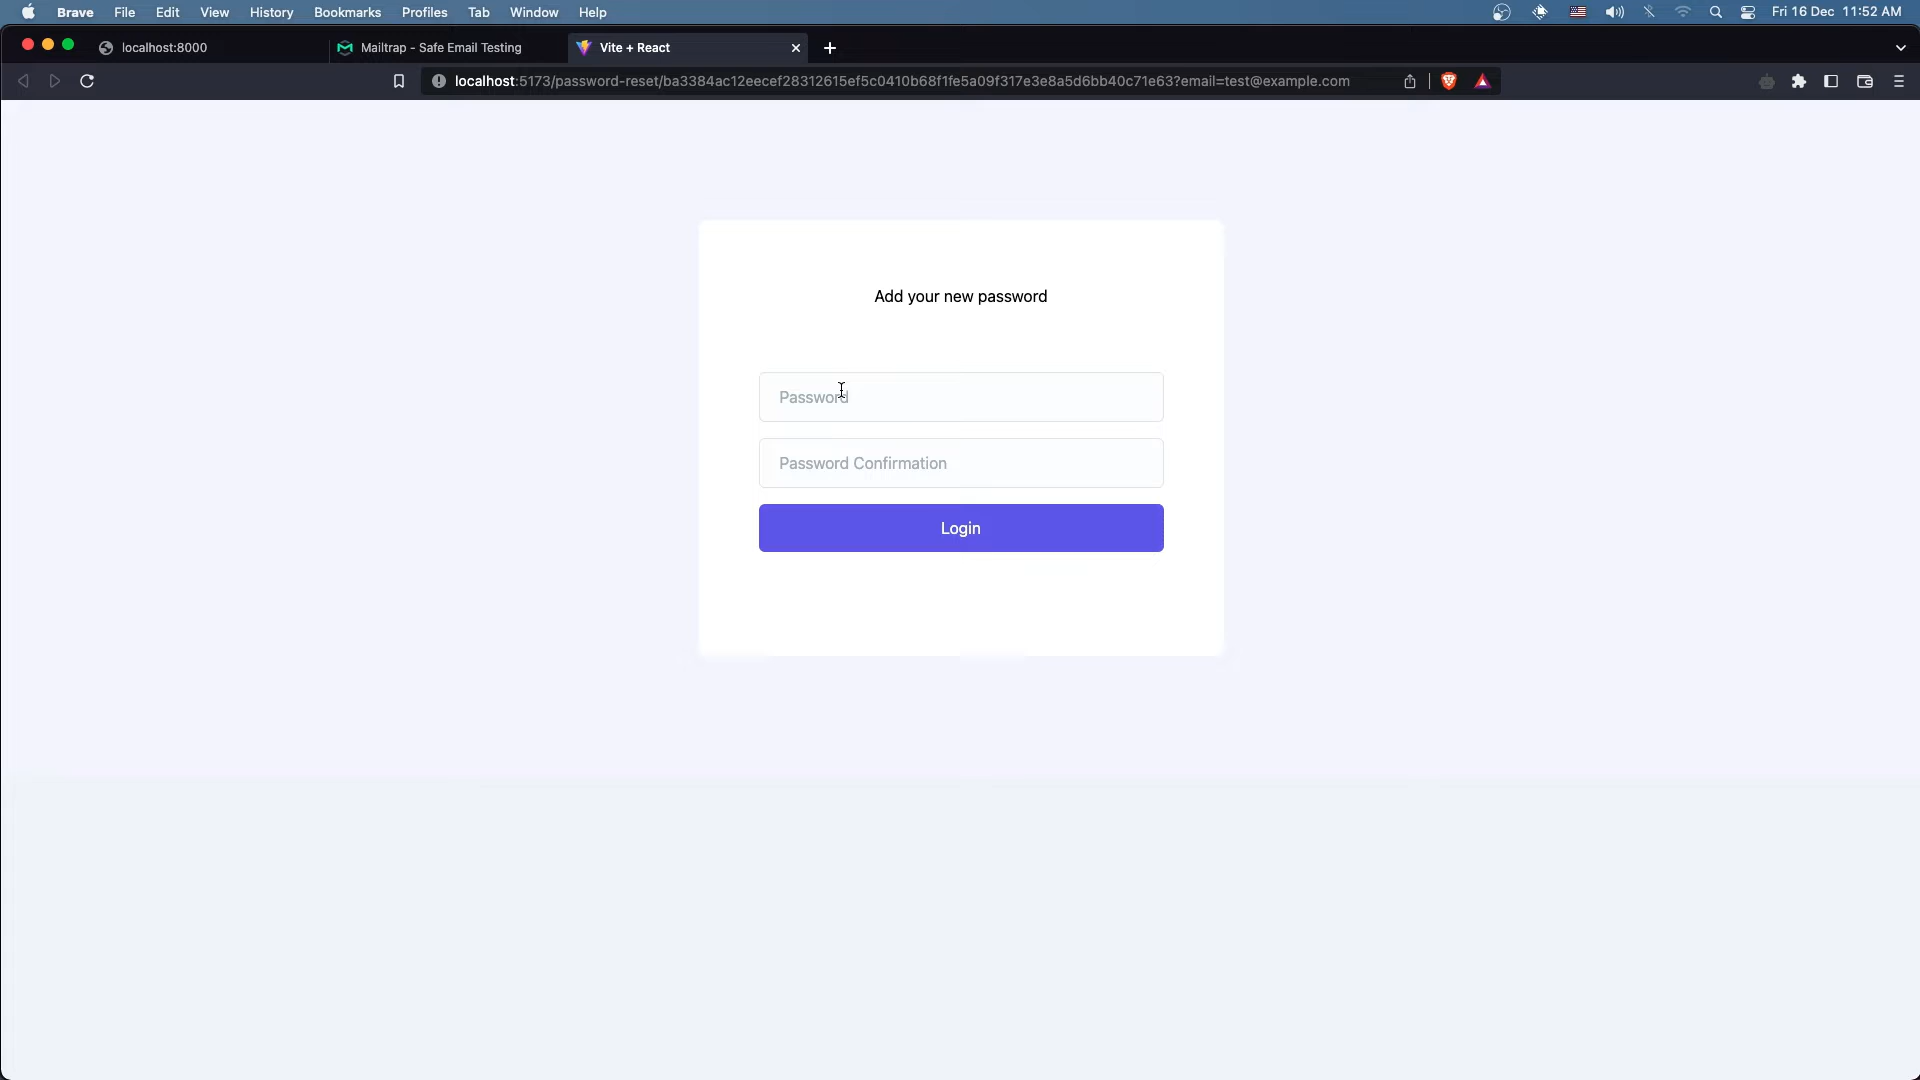 Brave File Edit View History Bookmarks Profiles Tab Window Help Fri 16 Dec 11:52 AM
localhost:8000 Mailtrap - Safe Email Testing Vite + React
localhost:5173/password-reset/ba3384ac12eecef28312615ef5c0410b68f1fe5a09f317e3e8a5d6bb40c71e63?email=test@example.com
Add your new password
Password
Password Confirmation
Login